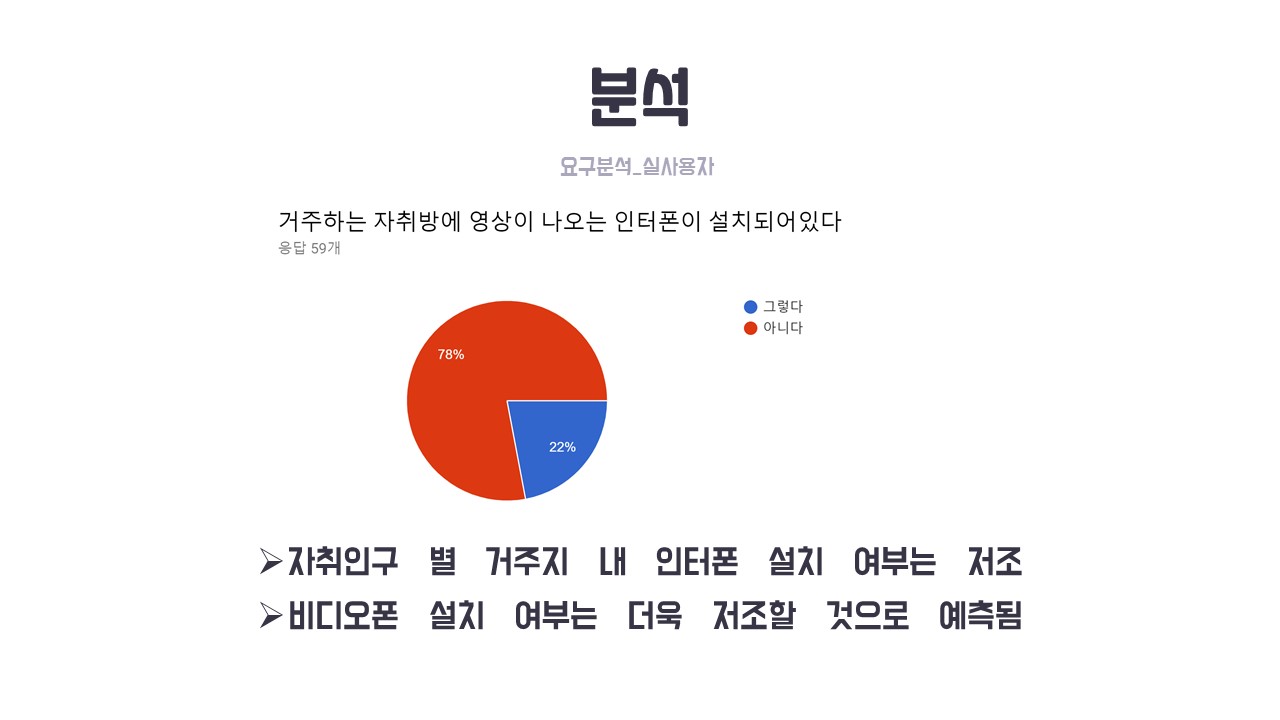 분석
요구분석_실사용자
거주하는 자취방에 영상이 나오는 인터폰이 설치되어있다
응답 59개
그렇다
아니다
78%
22%
➢자취인구 별 거주지 내 인터폰 설치 여부는 저조
➢비디오폰 설치 여부는 더욱 저조할 것으로 예측됨